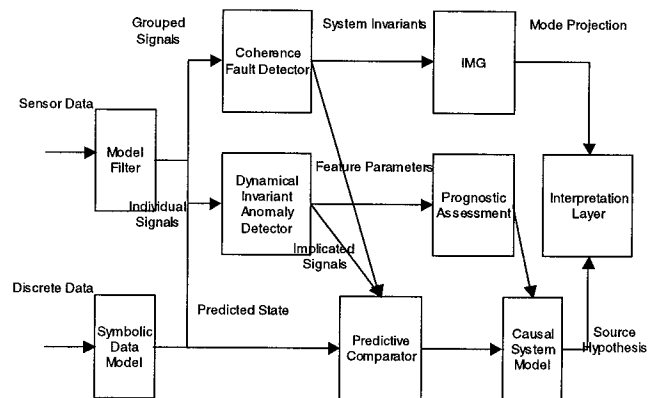 Grouped
Signals
System Invariants
Mode Projection
Coherence
Fault Detector
IMG
Sensor Data
Model
Filter
Individual
Signals
Feature Parameters
Dynamical
Invariant
Anomaly
Detector
Prognostic
Assessment
Interpretation
Layer
Implicated
Signals
Discrete Data
Predicted State
Symbolic
Data
Model
Predictive
Comparator
Causal
System
Model
Source
Hypothesis